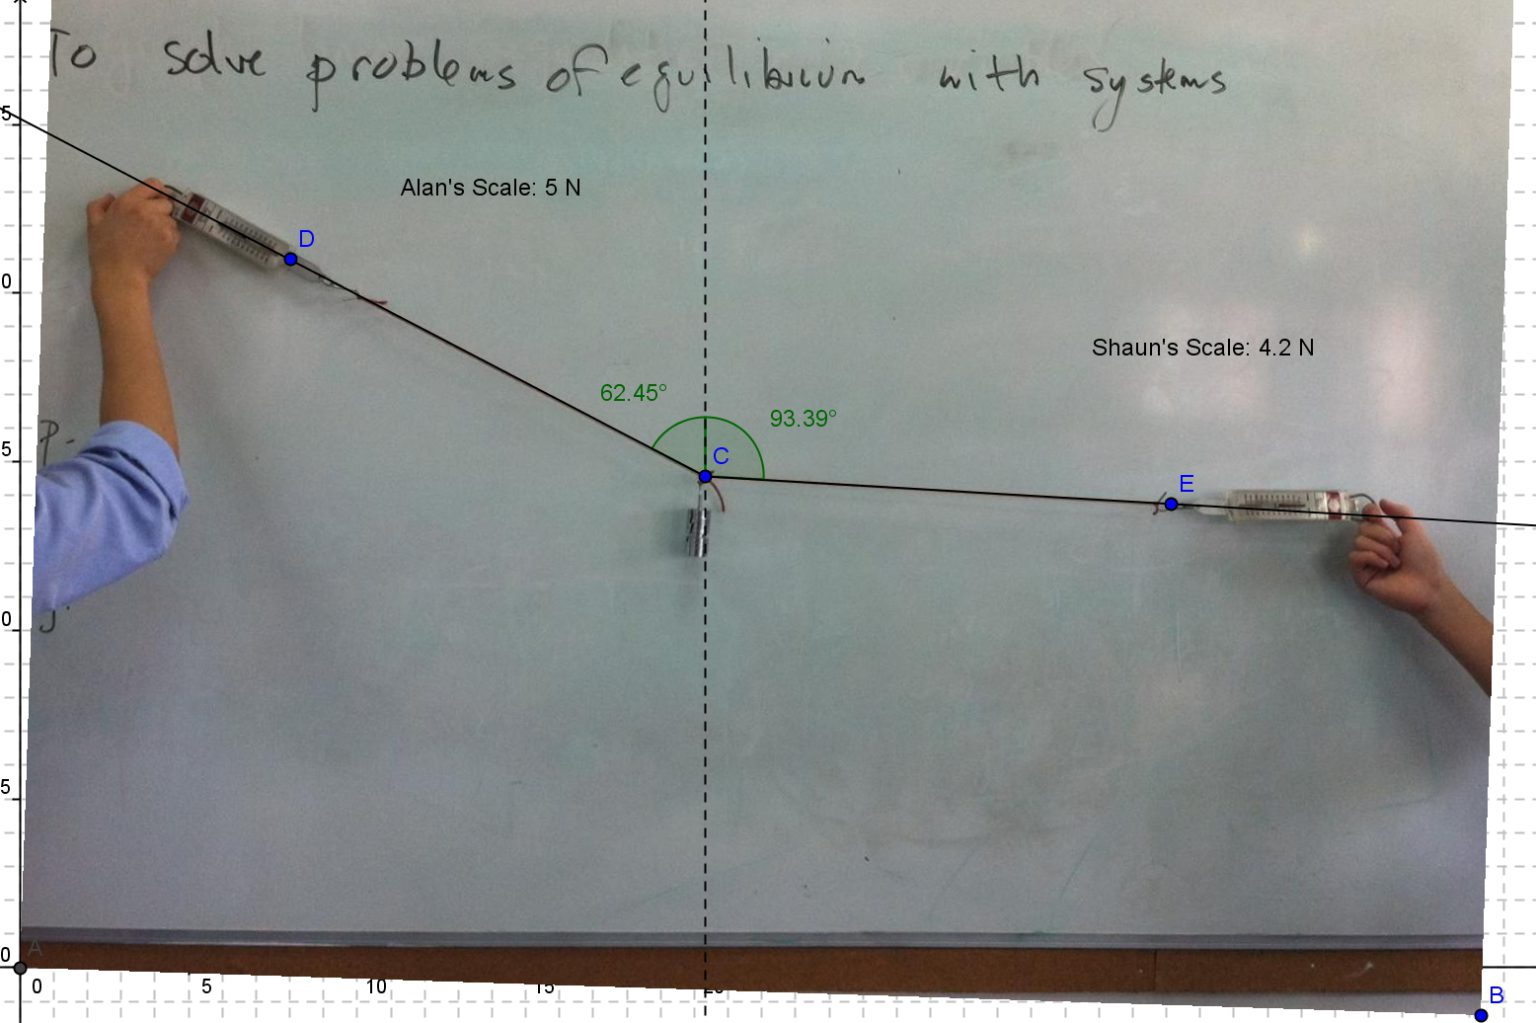 To solve problems of equilibrium with systems
Alan's Scale: 5 N
Shaun's Scale: 4.2 N
D
62.45°
93.39°
C
E
P.
5
0
5
0
5
0
A
0 5 10 15 20
B